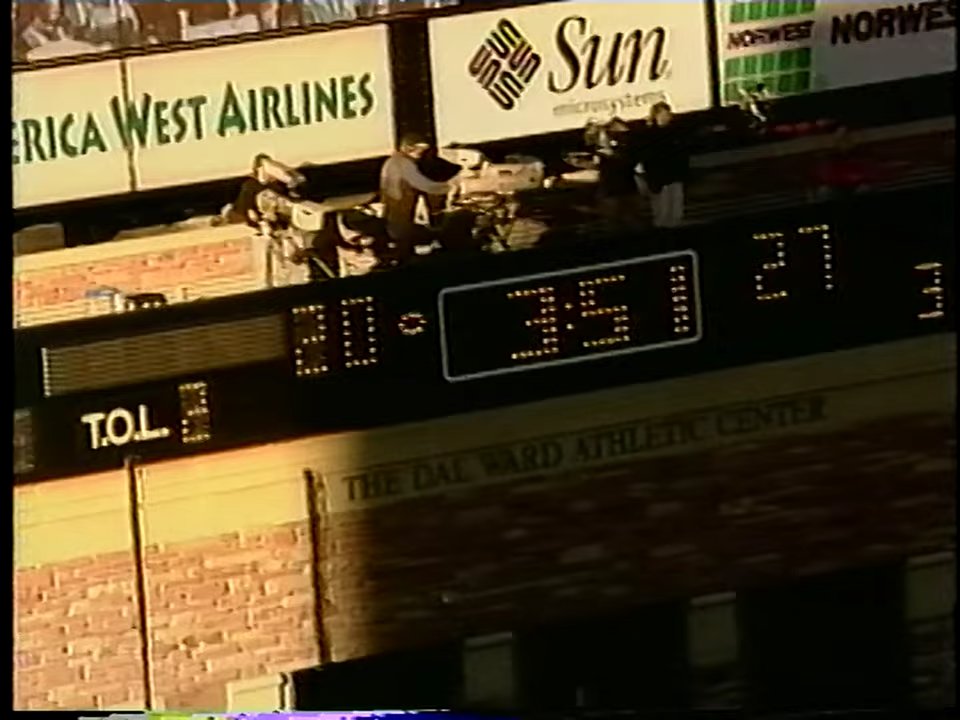 ERICA WEST AIRLINES
Sun
microsystems
NORWEST
NORWES
20
3:51
27
3
T.O.L.
THE DAL WARD ATHLETIC CENTER